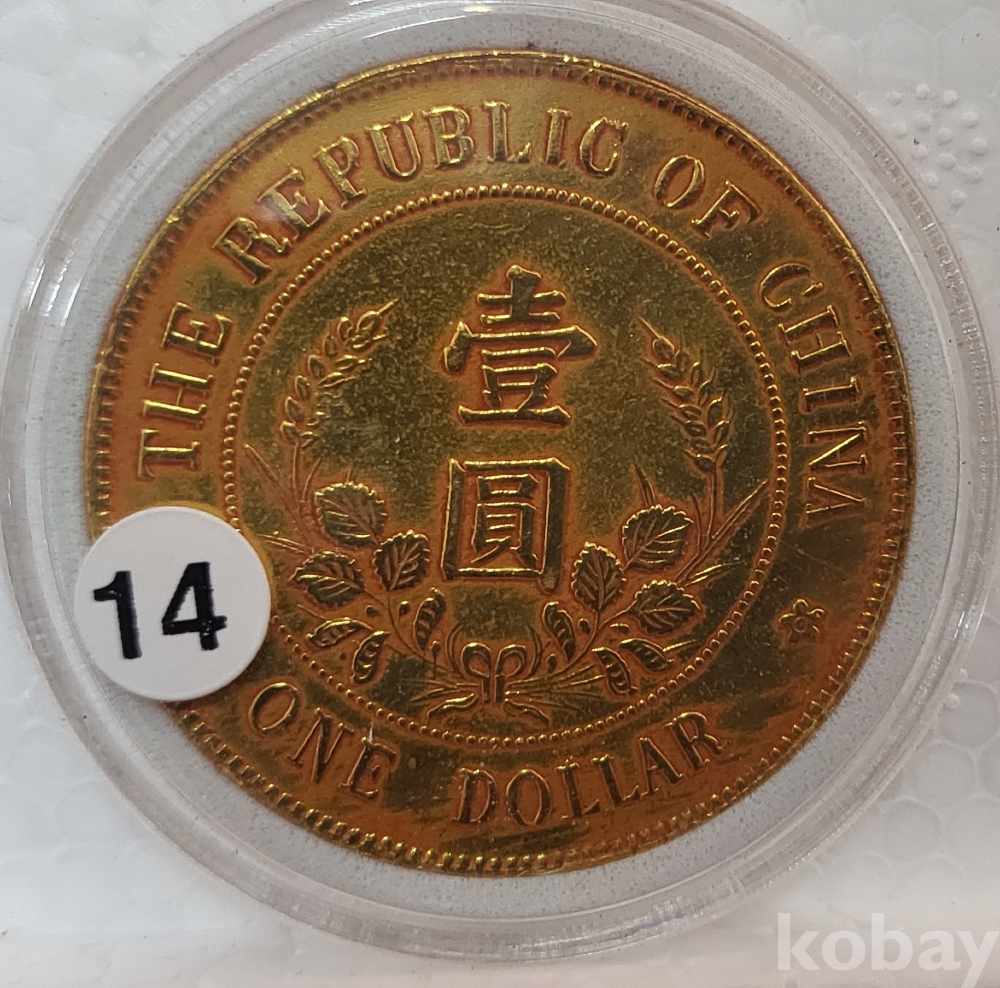 THE REPUBLIC OF CHINA
壹
圓
14
ONE DOLLAR
kobay